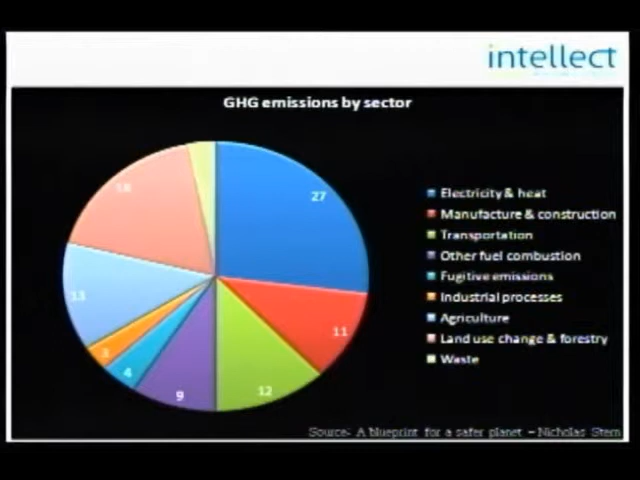 intellect
GHG emissions by sector
27
11
12
9
4
3
13
18
Electricity & heat
Manufacture & construction
Transportation
Other fuel combustion
Fugitive emissions
Industrial processes
Agriculture
Land use change & forestry
Waste
Source: A blueprint for a safer planet – Nicholas Stern